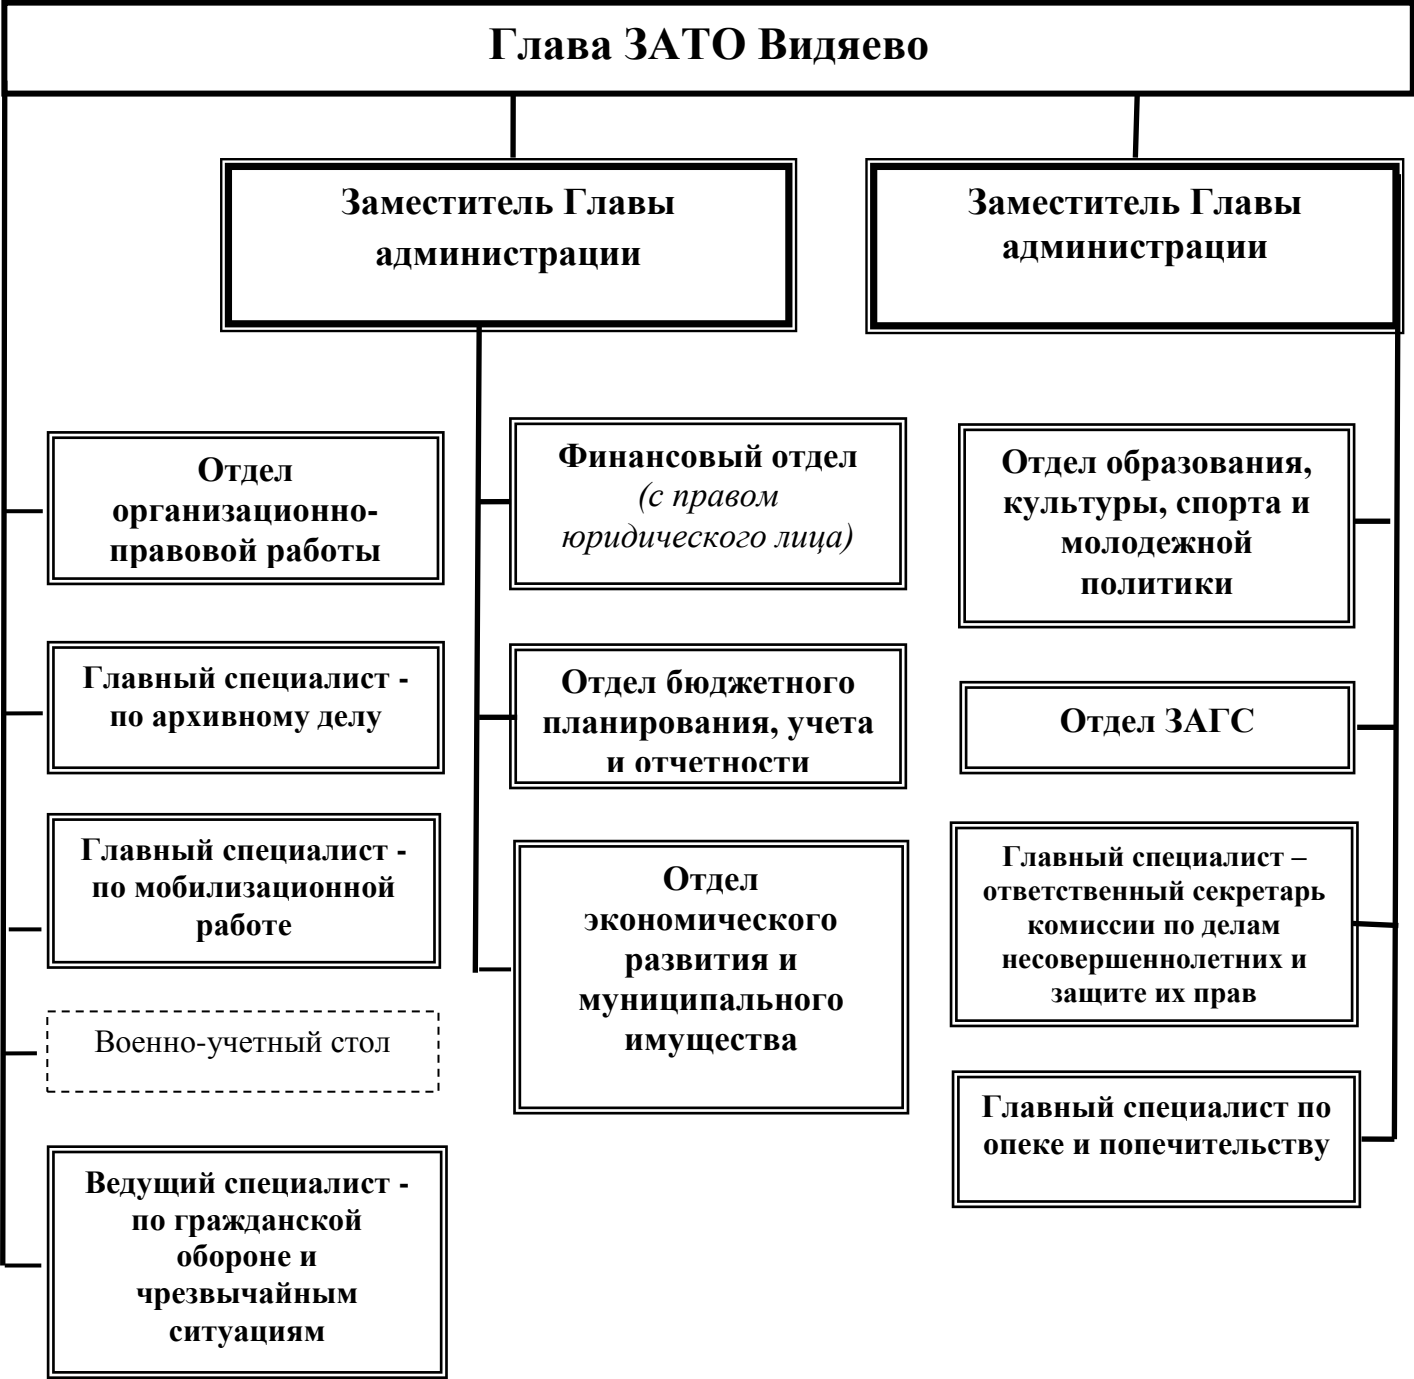 Глава ЗАТО Видяево
Заместитель Главы
администрации
Заместитель Главы
администрации
Отдел
организационно-
правовой работы
Главный специалист -
по архивному делу
Главный специалист -
по мобилизационной
работе
Военно-учетный стол
Ведущий специалист -
по гражданской
обороне и
чрезвычайным
ситуациям
Финансовый отдел
(с правом
юридического лица)
Отдел бюджетного
планирования, учета
и отчетности
Отдел
экономического
развития и
муниципального
имущества
Отдел образования,
культуры, спорта и
молодежной
политики
Отдел ЗАГС
Главный специалист –
ответственный секретарь
комиссии по делам
несовершеннолетних и
защите их прав
Главный специалист по
опеке и попечительству